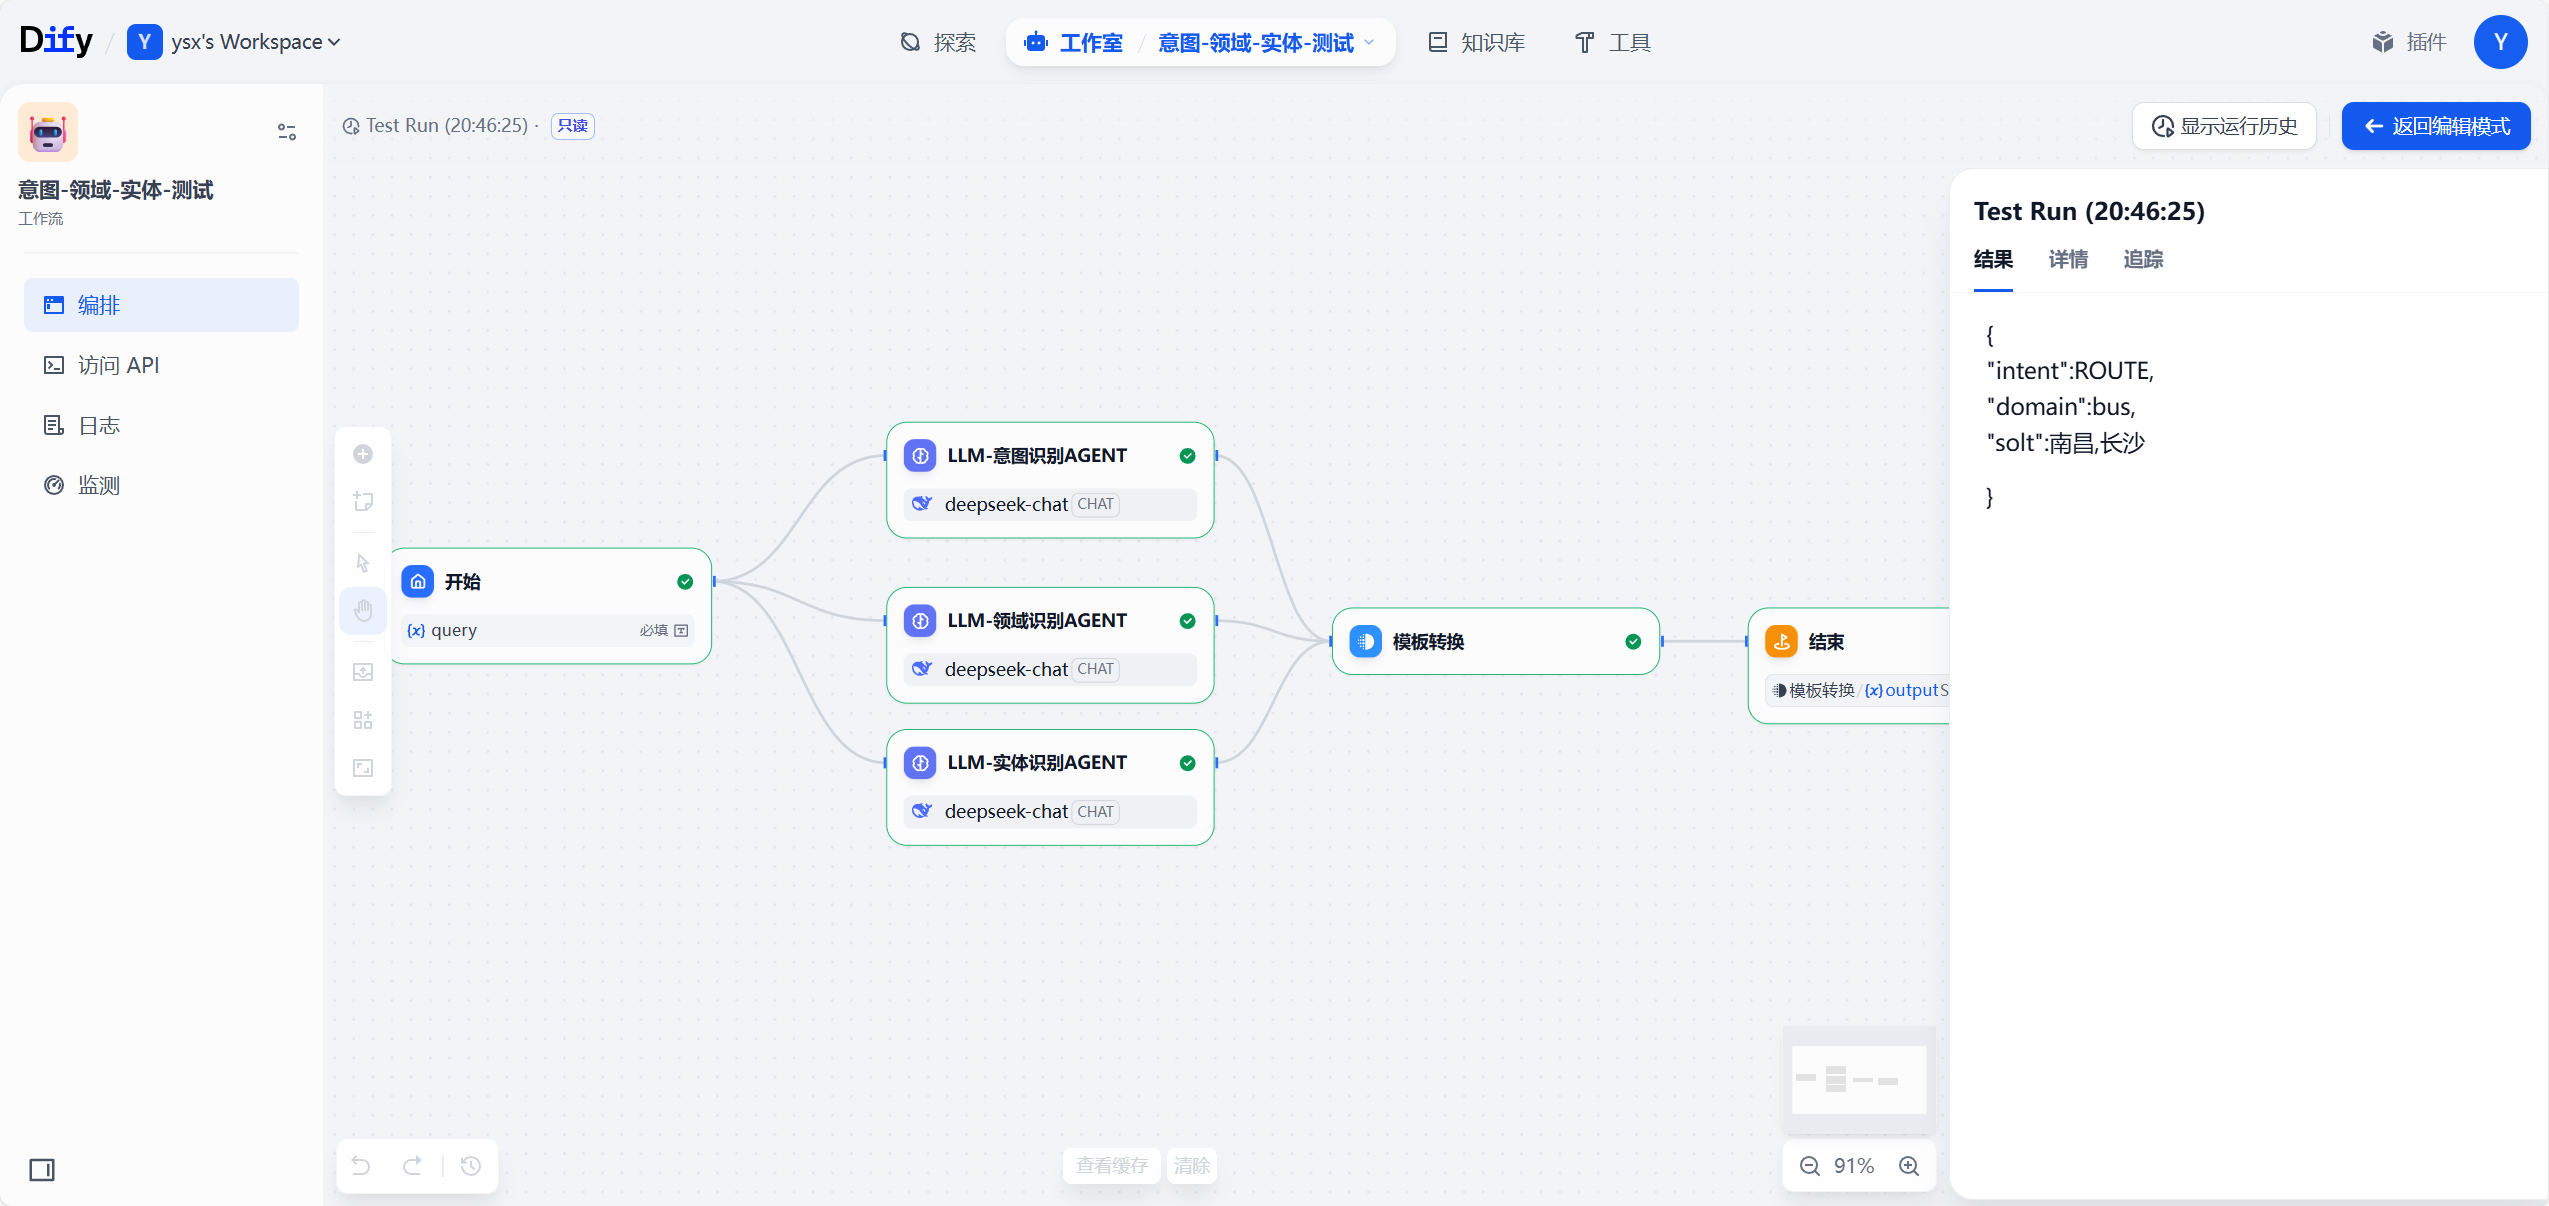 Dify / Y ysx's Workspace
探索
工作室 / 意图-领域-实体-测试
知识库
工具
插件
Y
意图-领域-实体-测试
工作流
编排
访问 API
日志
监测
Test Run (20:46:25) · 只读
显示运行历史
返回编辑模式
开始
{x} query 必填
LLM-意图识别AGENT
deepseek-chat CHAT
LLM-领域识别AGENT
deepseek-chat CHAT
LLM-实体识别AGENT
deepseek-chat CHAT
模板转换
结束
模板转换/{x}output S
查看缓存 清除
91%
Test Run (20:46:25)
结果 详情 追踪
{
"intent":ROUTE,
"domain":bus,
"solt":南昌,长沙
}